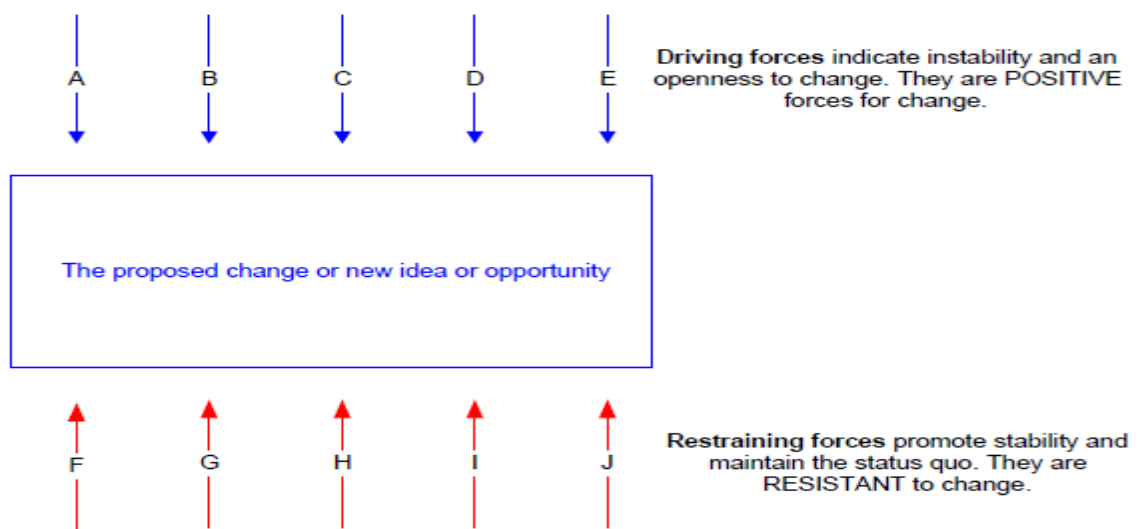 A B C D E
Driving forces indicate instability and an
openness to change. They are POSITIVE
forces for change.
The proposed change or new idea or opportunity
F G H I J
Restraining forces promote stability and
maintain the status quo. They are
RESISTANT to change.